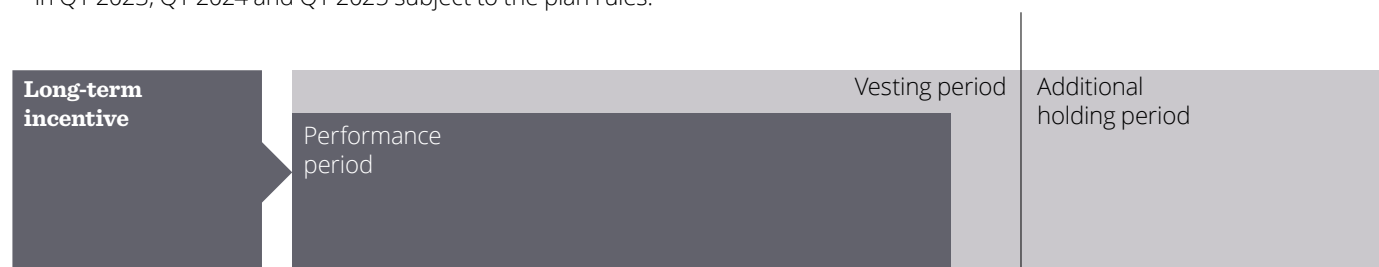 in Q1 2023, Q1 2024 and Q1 2025 subject to the plan rules.
Long-term
incentive
Performance
period
Vesting period
Additional
holding period